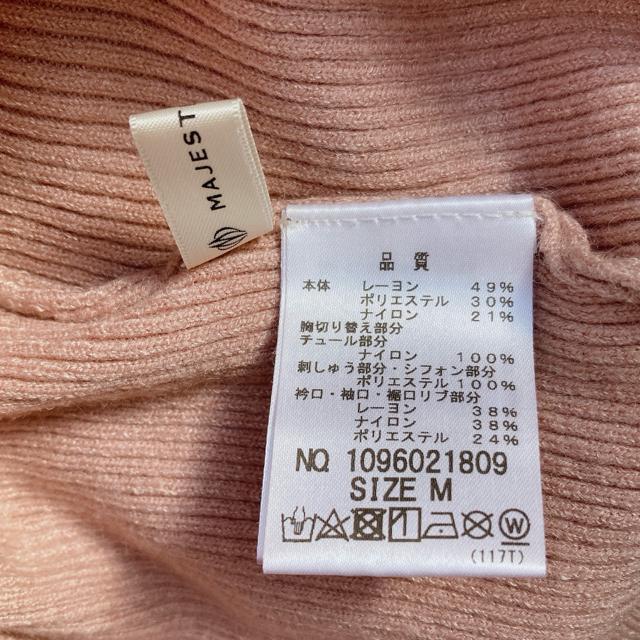 MAJEST
品質
本体 レーヨン 49%
ポリエステル 30%
ナイロン 21%
胸切り替え部分
チュール部分
ナイロン 100%
刺しゅう部分・シフォン部分
ポリエステル 100%
衿口・袖口・裾口リブ部分
レーヨン 38%
ナイロン 38%
ポリエステル 24%
NO. 1096021809
SIZE M
W
(117T)